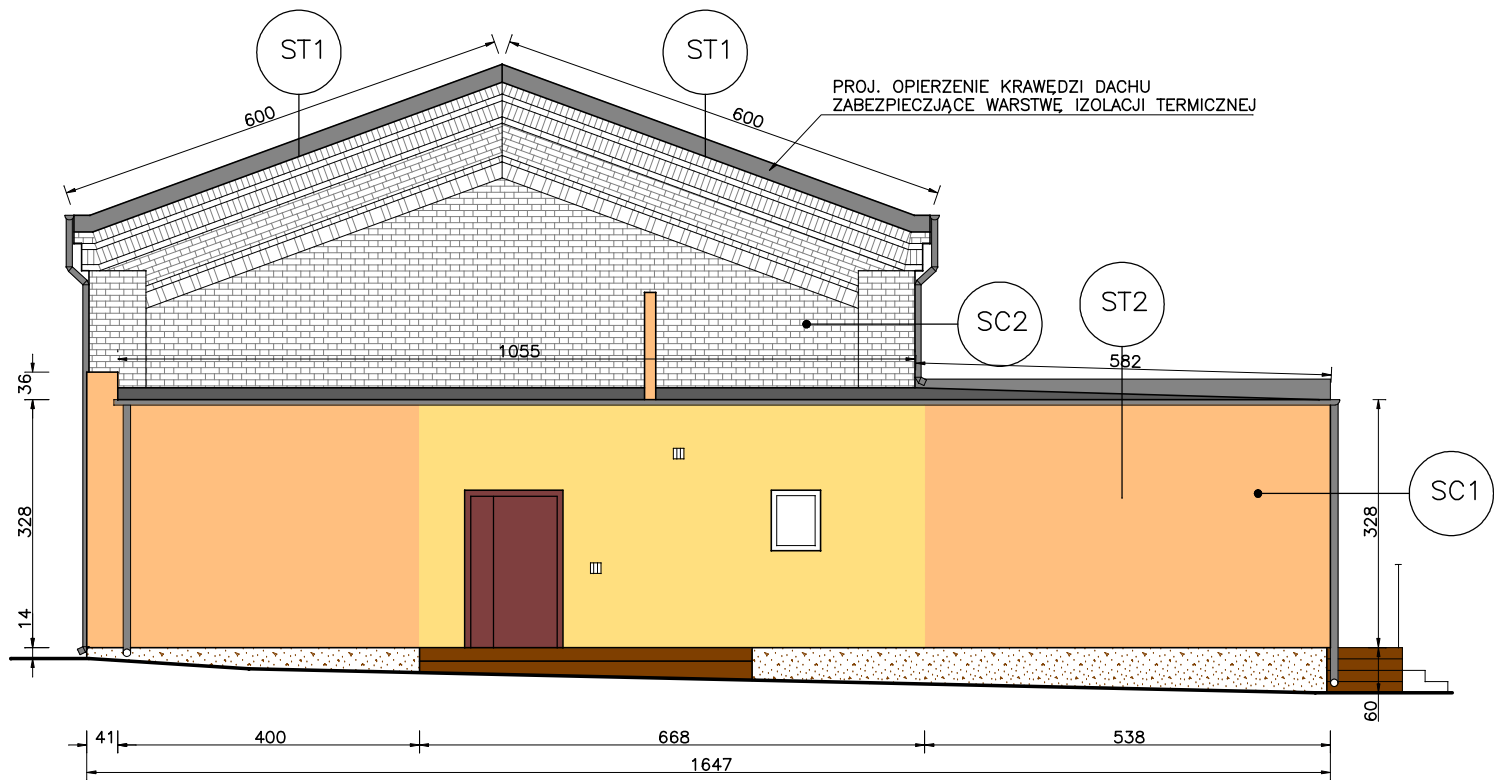 ST1
ST1
PROJ. OPIERZENIE KRAWĘDZI DACHU
ZABEZPIECZJĄCE WARSTWĘ IZOLACJI TERMICZNEJ
600
600
ST2
SC2
1055
582
36
SC1
328
328
14
60
41
400
668
538
1647